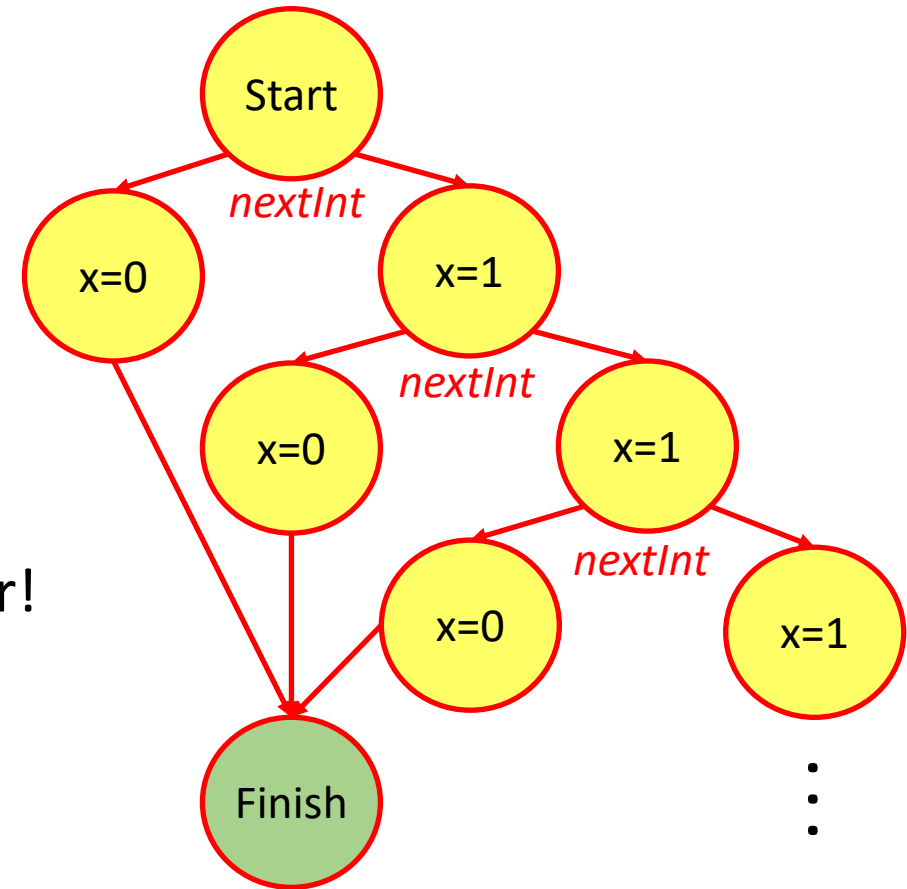 Start
nextInt
x=0
x=1
nextInt
x=0
x=1
nextInt
r!
x=0
x=1
Finish